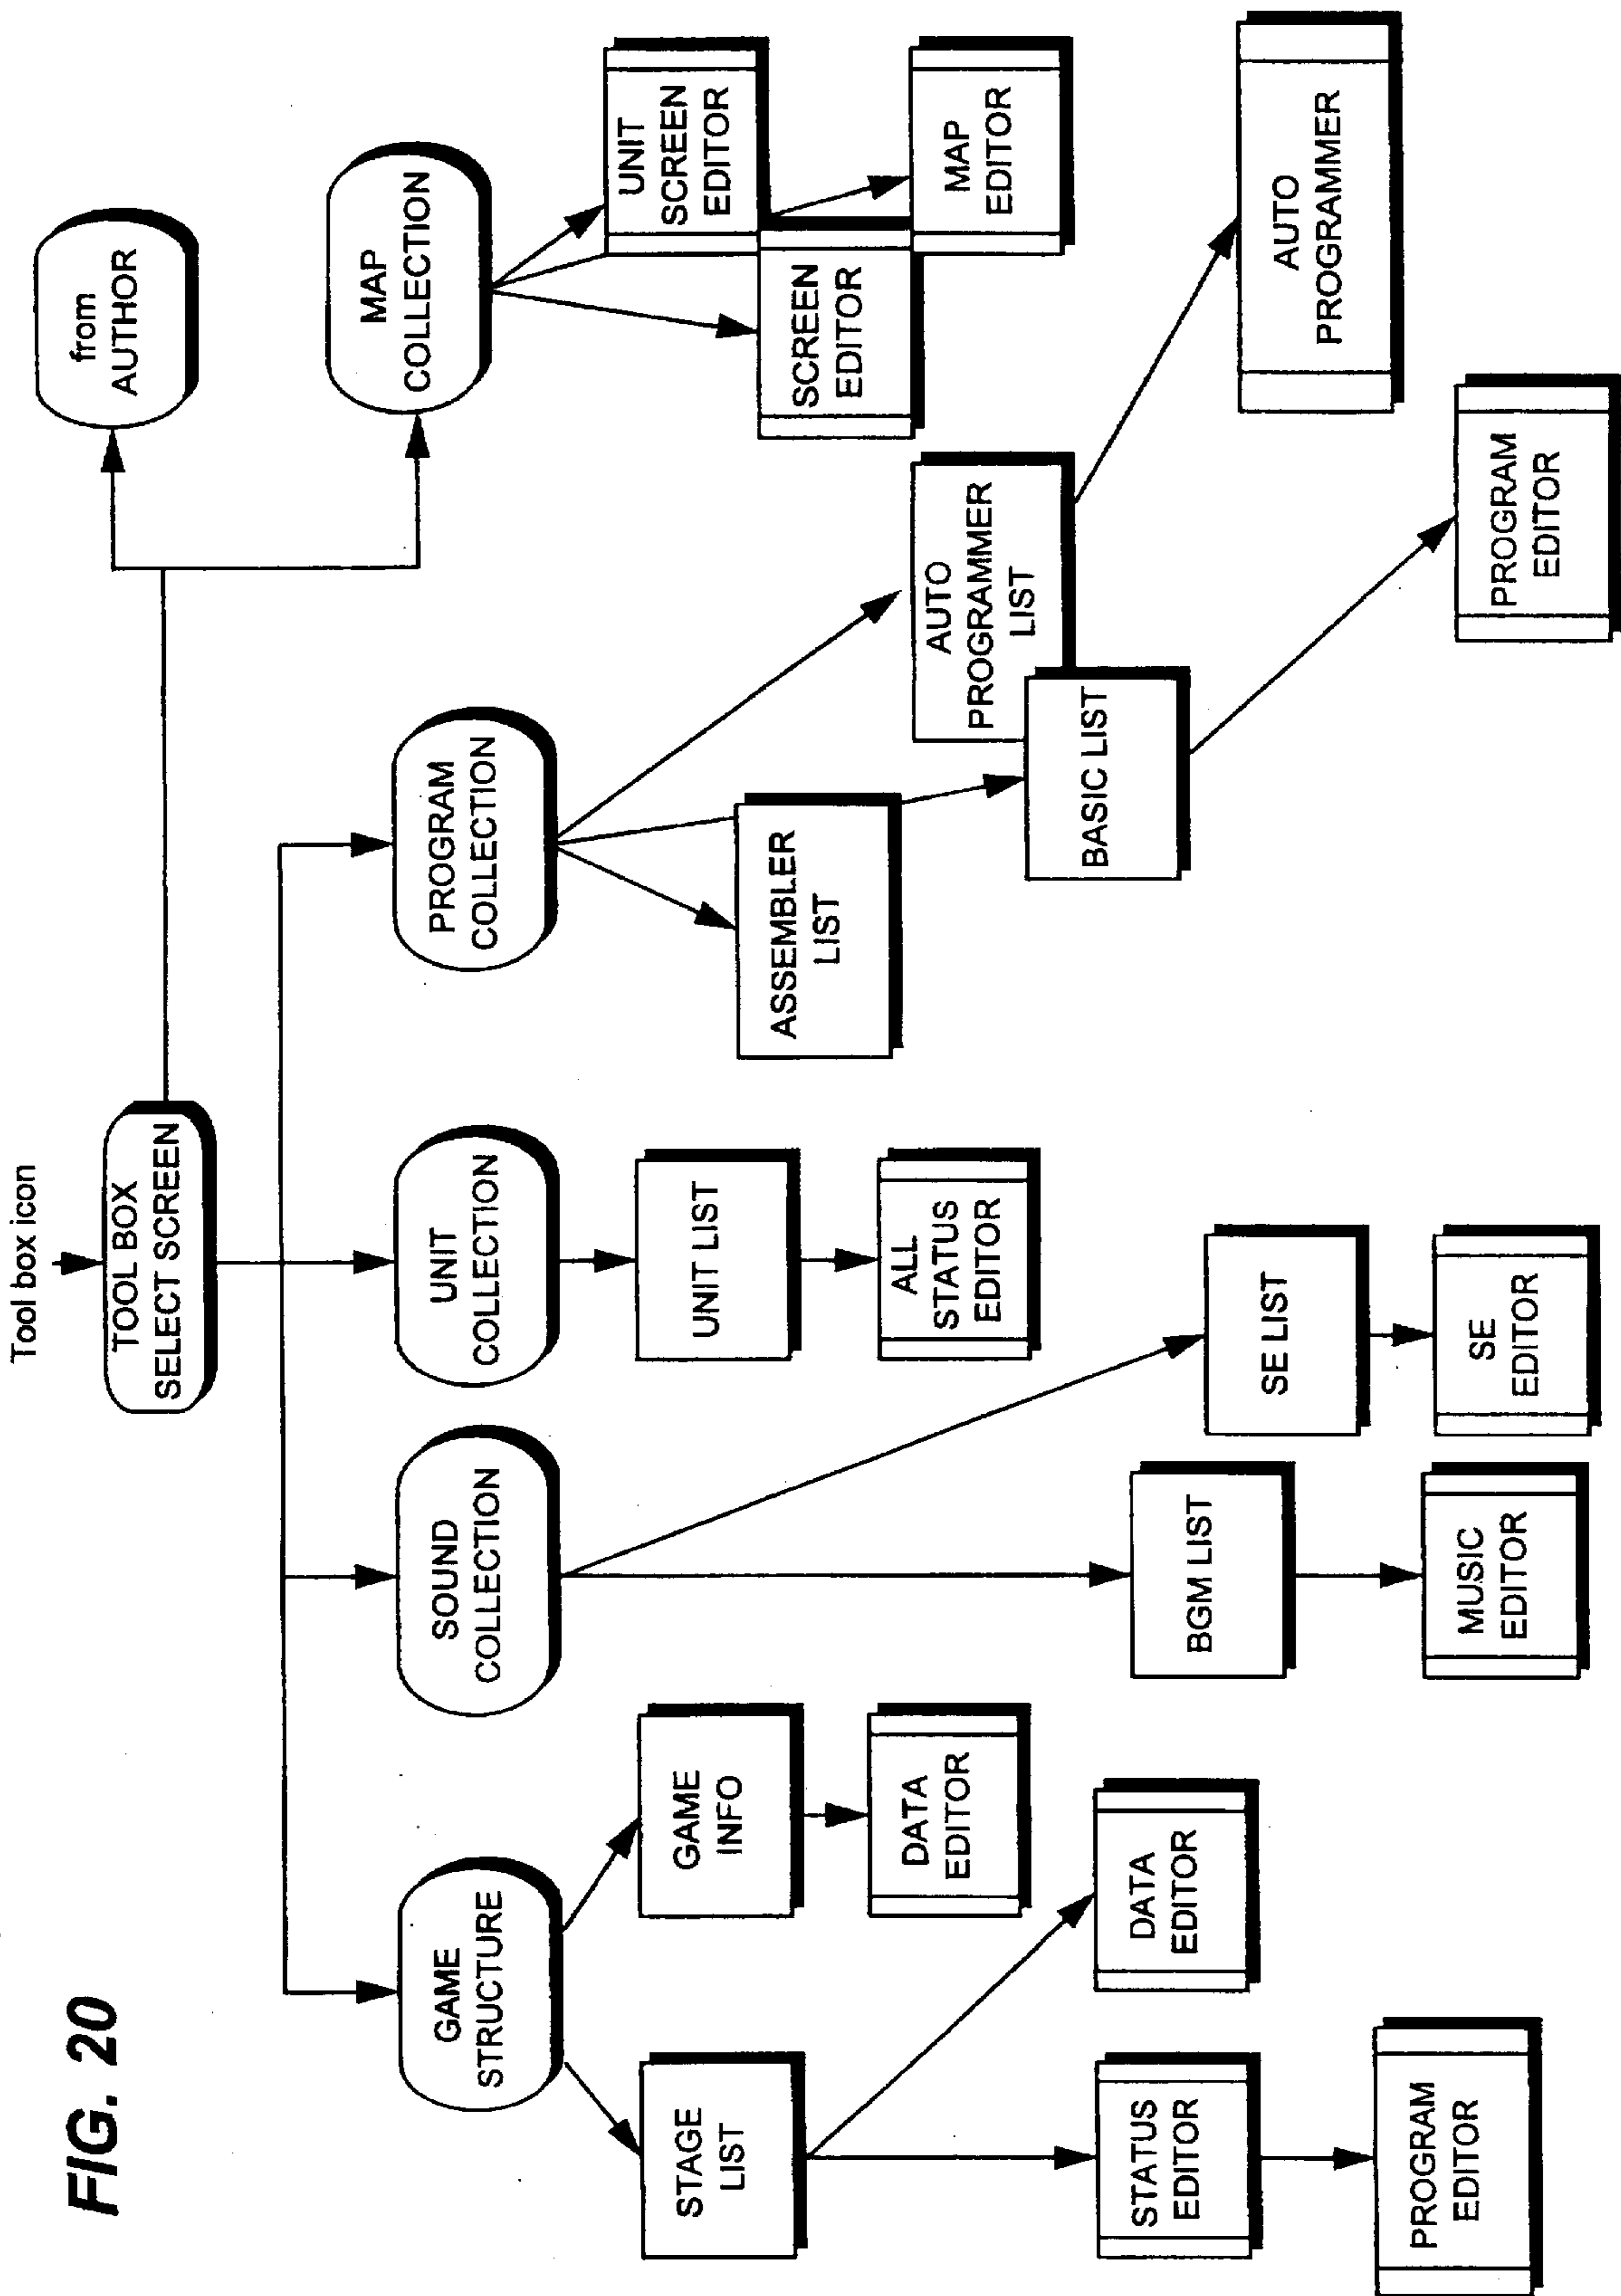 FIG. 20
Tool box icon
TOOL BOX
SELECT SCREEN
from
AUTHOR
MAP
COLLECTION
GAME
STRUCTURE
SOUND
COLLECTION
UNIT
COLLECTION
PROGRAM
COLLECTION
UNIT
SCREEN
EDITOR
SCREEN
EDITOR
MAP
EDITOR
STAGE
LIST
GAME
INFO
UNIT LIST
ASSEMBLER
LIST
AUTO
PROGRAMMER
LIST
BASIC LIST
DATA
EDITOR
ALL
STATUS
EDITOR
STATUS
EDITOR
DATA
EDITOR
BGM LIST
SE LIST
AUTO
PROGRAMMER
PROGRAM
EDITOR
MUSIC
EDITOR
SE
EDITOR
PROGRAM
EDITOR